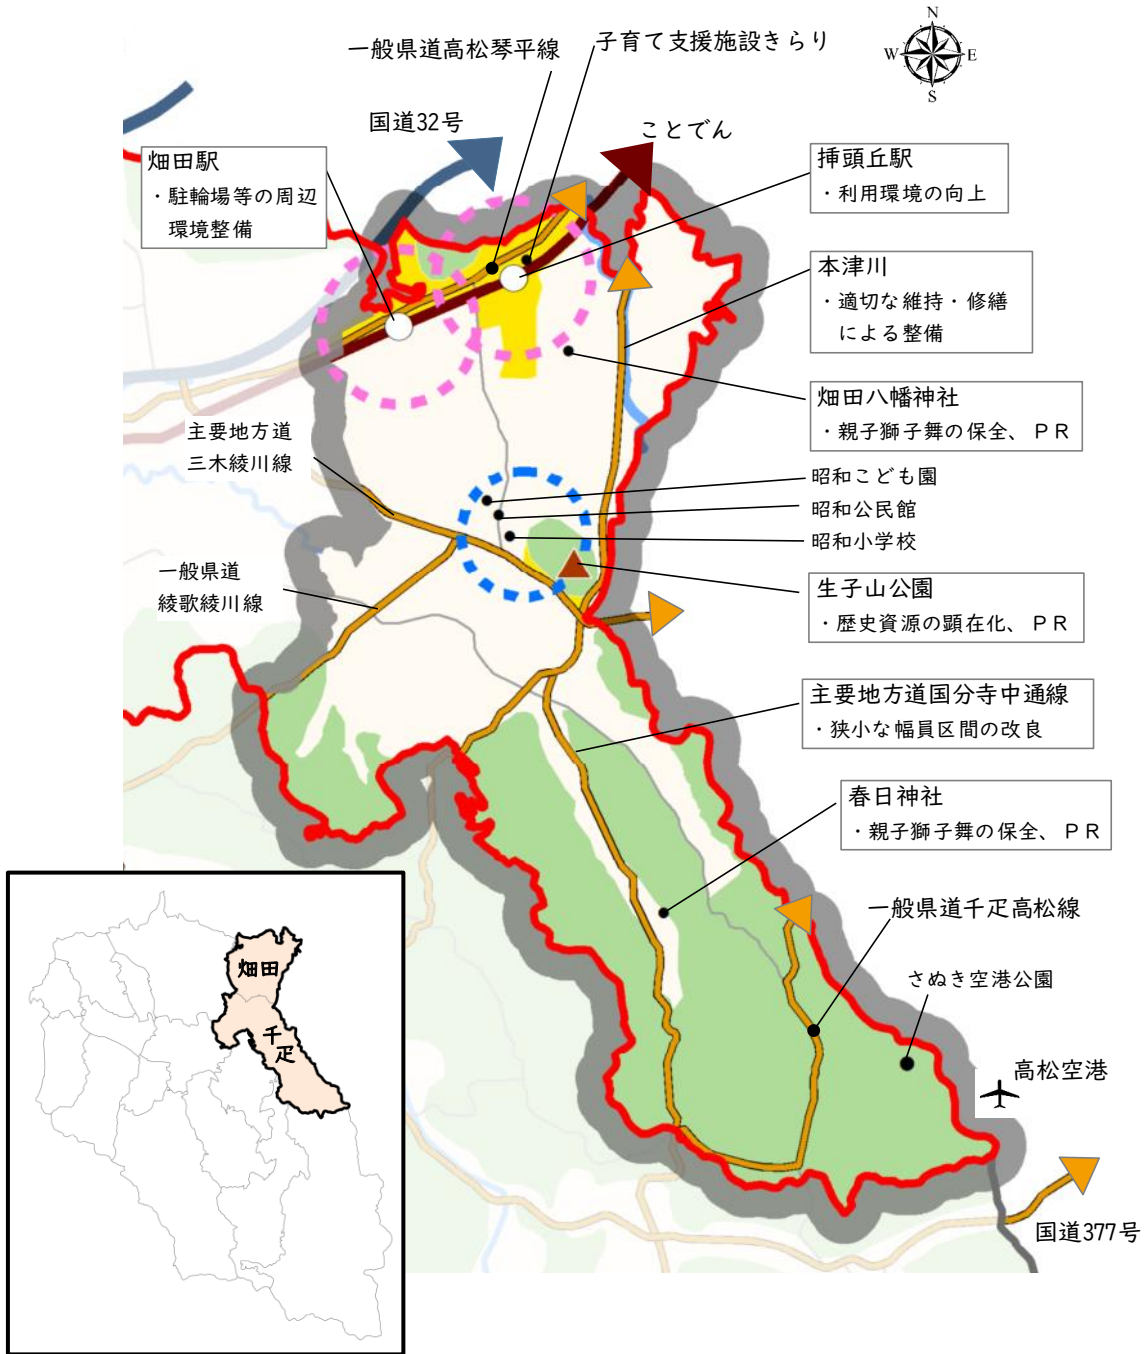 N
W
E
S
一般県道高松琴平線
子育て支援施設きらり
国道32号
ことでん
畑田駅
・駐輪場等の周辺
環境整備
挿頭丘駅
・利用環境の向上
本津川
・適切な維持・修繕
による整備
畑田八幡神社
・親子獅子舞の保全、ＰＲ
主要地方道
三木綾川線
昭和こども園
昭和公民館
昭和小学校
一般県道
綾歌綾川線
生子山公園
・歴史資源の顕在化、ＰＲ
主要地方道国分寺中通線
・狭小な幅員区間の改良
春日神社
・親子獅子舞の保全、ＰＲ
一般県道千疋高松線
さぬき空港公園
高松空港
国道377号
畑田
千疋